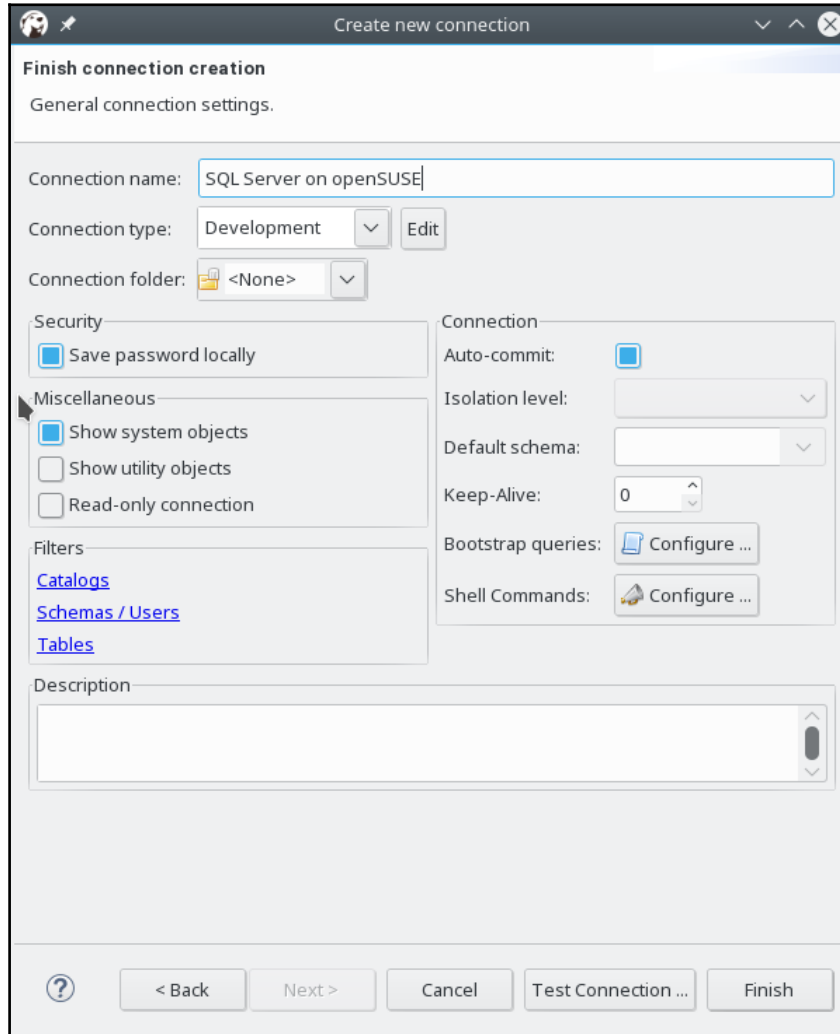 Create new connection
Finish connection creation
General connection settings.
Connection name: SQL Server on openSUSE
Connection type: Development Edit
Connection folder: <None>
Security
Save password locally
Miscellaneous
Show system objects
Show utility objects
Read-only connection
Filters
Catalogs
Schemas / Users
Tables
Connection
Auto-commit:
Isolation level:
Default schema:
Keep-Alive: 0
Bootstrap queries: Configure ...
Shell Commands: Configure ...
Description
? < Back Next > Cancel Test Connection ... Finish